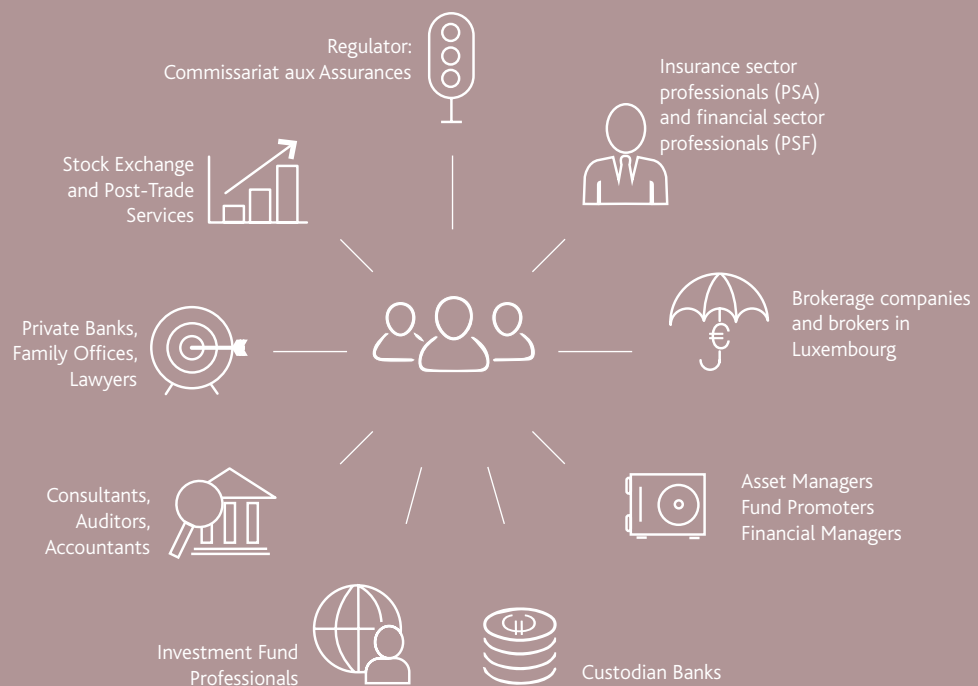 Regulator:
Commissariat aux Assurances
Insurance sector
professionals (PSA)
and financial sector
professionals (PSF)
Stock Exchange
and Post-Trade
Services
Brokerage companies
and brokers in
Luxembourg
€
Private Banks,
Family Offices,
Lawyers
Asset Managers
Fund Promoters
Financial Managers
Consultants,
Auditors,
Accountants
Investment Fund
Professionals
Custodian Banks